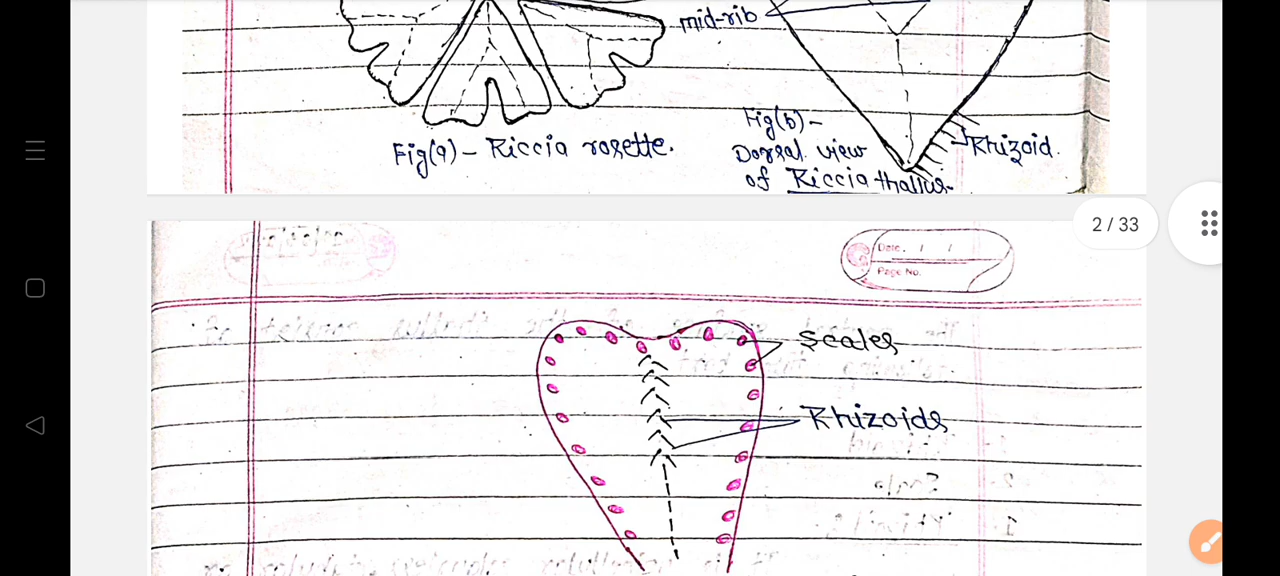 mid-rib
Fig(a) - Riccia rosette.
Fig(b) -
Dorsal view
of Riccia thallus.
Rhizoid.
2 / 33
Date. / /
Page No.
Scales
Rhizoids